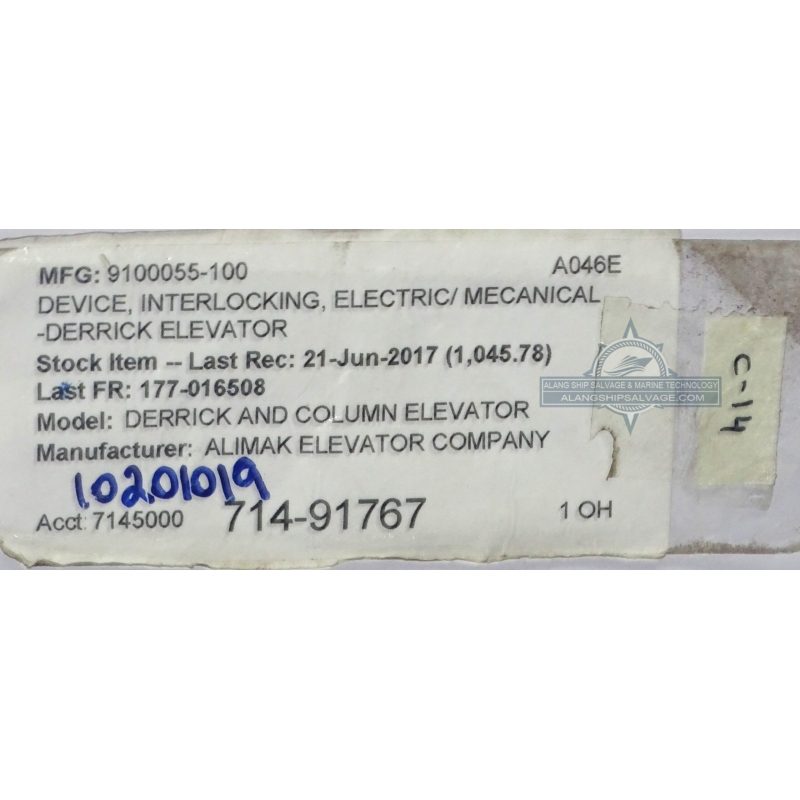 MFG: 9100055-100 A046E
DEVICE, INTERLOCKING, ELECTRIC/ MECANICAL
-DERRICK ELEVATOR
Stock Item -- Last Rec: 21-Jun-2017 (1,045.78)
Last FR: 177-016508
Model: DERRICK AND COLUMN ELEVATOR
Manufacturer: ALIMAK ELEVATOR COMPANY
10201019
Acct: 7145000 714-91767 1 OH
C-14
ALANG SHIP SALVAGE & MARINE TECHNOLOGY
ALANGSHIPSALVAGE.COM